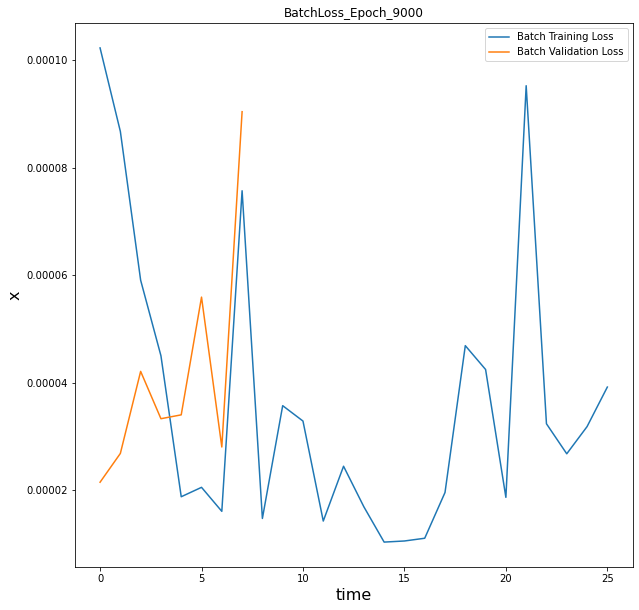 BatchLoss_Epoch_9000
Batch Training Loss
Batch Validation Loss
0.00010
0.00008
0.00006
0.00004
0.00002
x
0 5 10 15 20 25
time